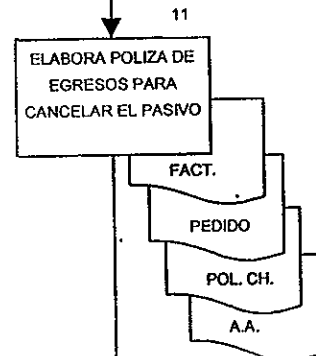 11
ELABORA POLIZA DE
EGRESOS PARA
CANCELAR EL PASIVO
FACT.
PEDIDO
POL. CH.
A.A.